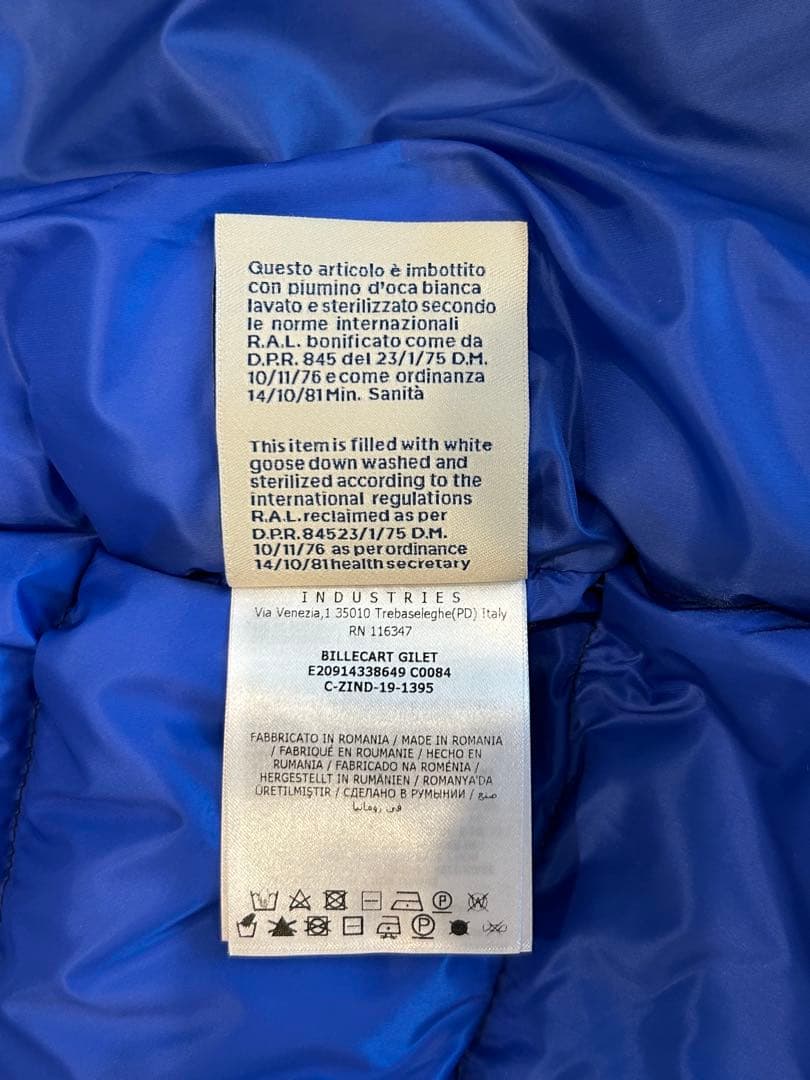 Questo articolo è imbottito
con piumino d'oca bianca
lavato e sterilizzato secondo
le norme internazionali
R.A.L. bonificato come da
D.P.R. 845 del 23/1/75 D.M.
10/11/76 e come ordinanza
14/10/81 Min. Sanità
This item is filled with white
goose down washed and
sterilized according to the
international regulations
R.A.L. reclaimed as per
D.P.R. 84523/1/75 D.M.
10/11/76 as per ordinance
14/10/81 health secretary
INDUSTRIES
Via Venezia,1 35010 Trebaseleghe(PD) Italy
RN 116347
BILLECART GILET
E20914338649 C0084
C-ZIND-19-1395
FABBRICATO IN ROMANIA / MADE IN ROMANIA
/ FABRIQUÉ EN ROUMANIE / HECHO EN
RUMANIA / FABRICADO NA ROMÉNIA /
HERGESTELLT IN RUMÄNIEN / ROMANYA'DA
ÜRETİLMİŞTİR / СДЕЛАНО В РУМЫНИИ / صنع
في رومانيا
P W
P